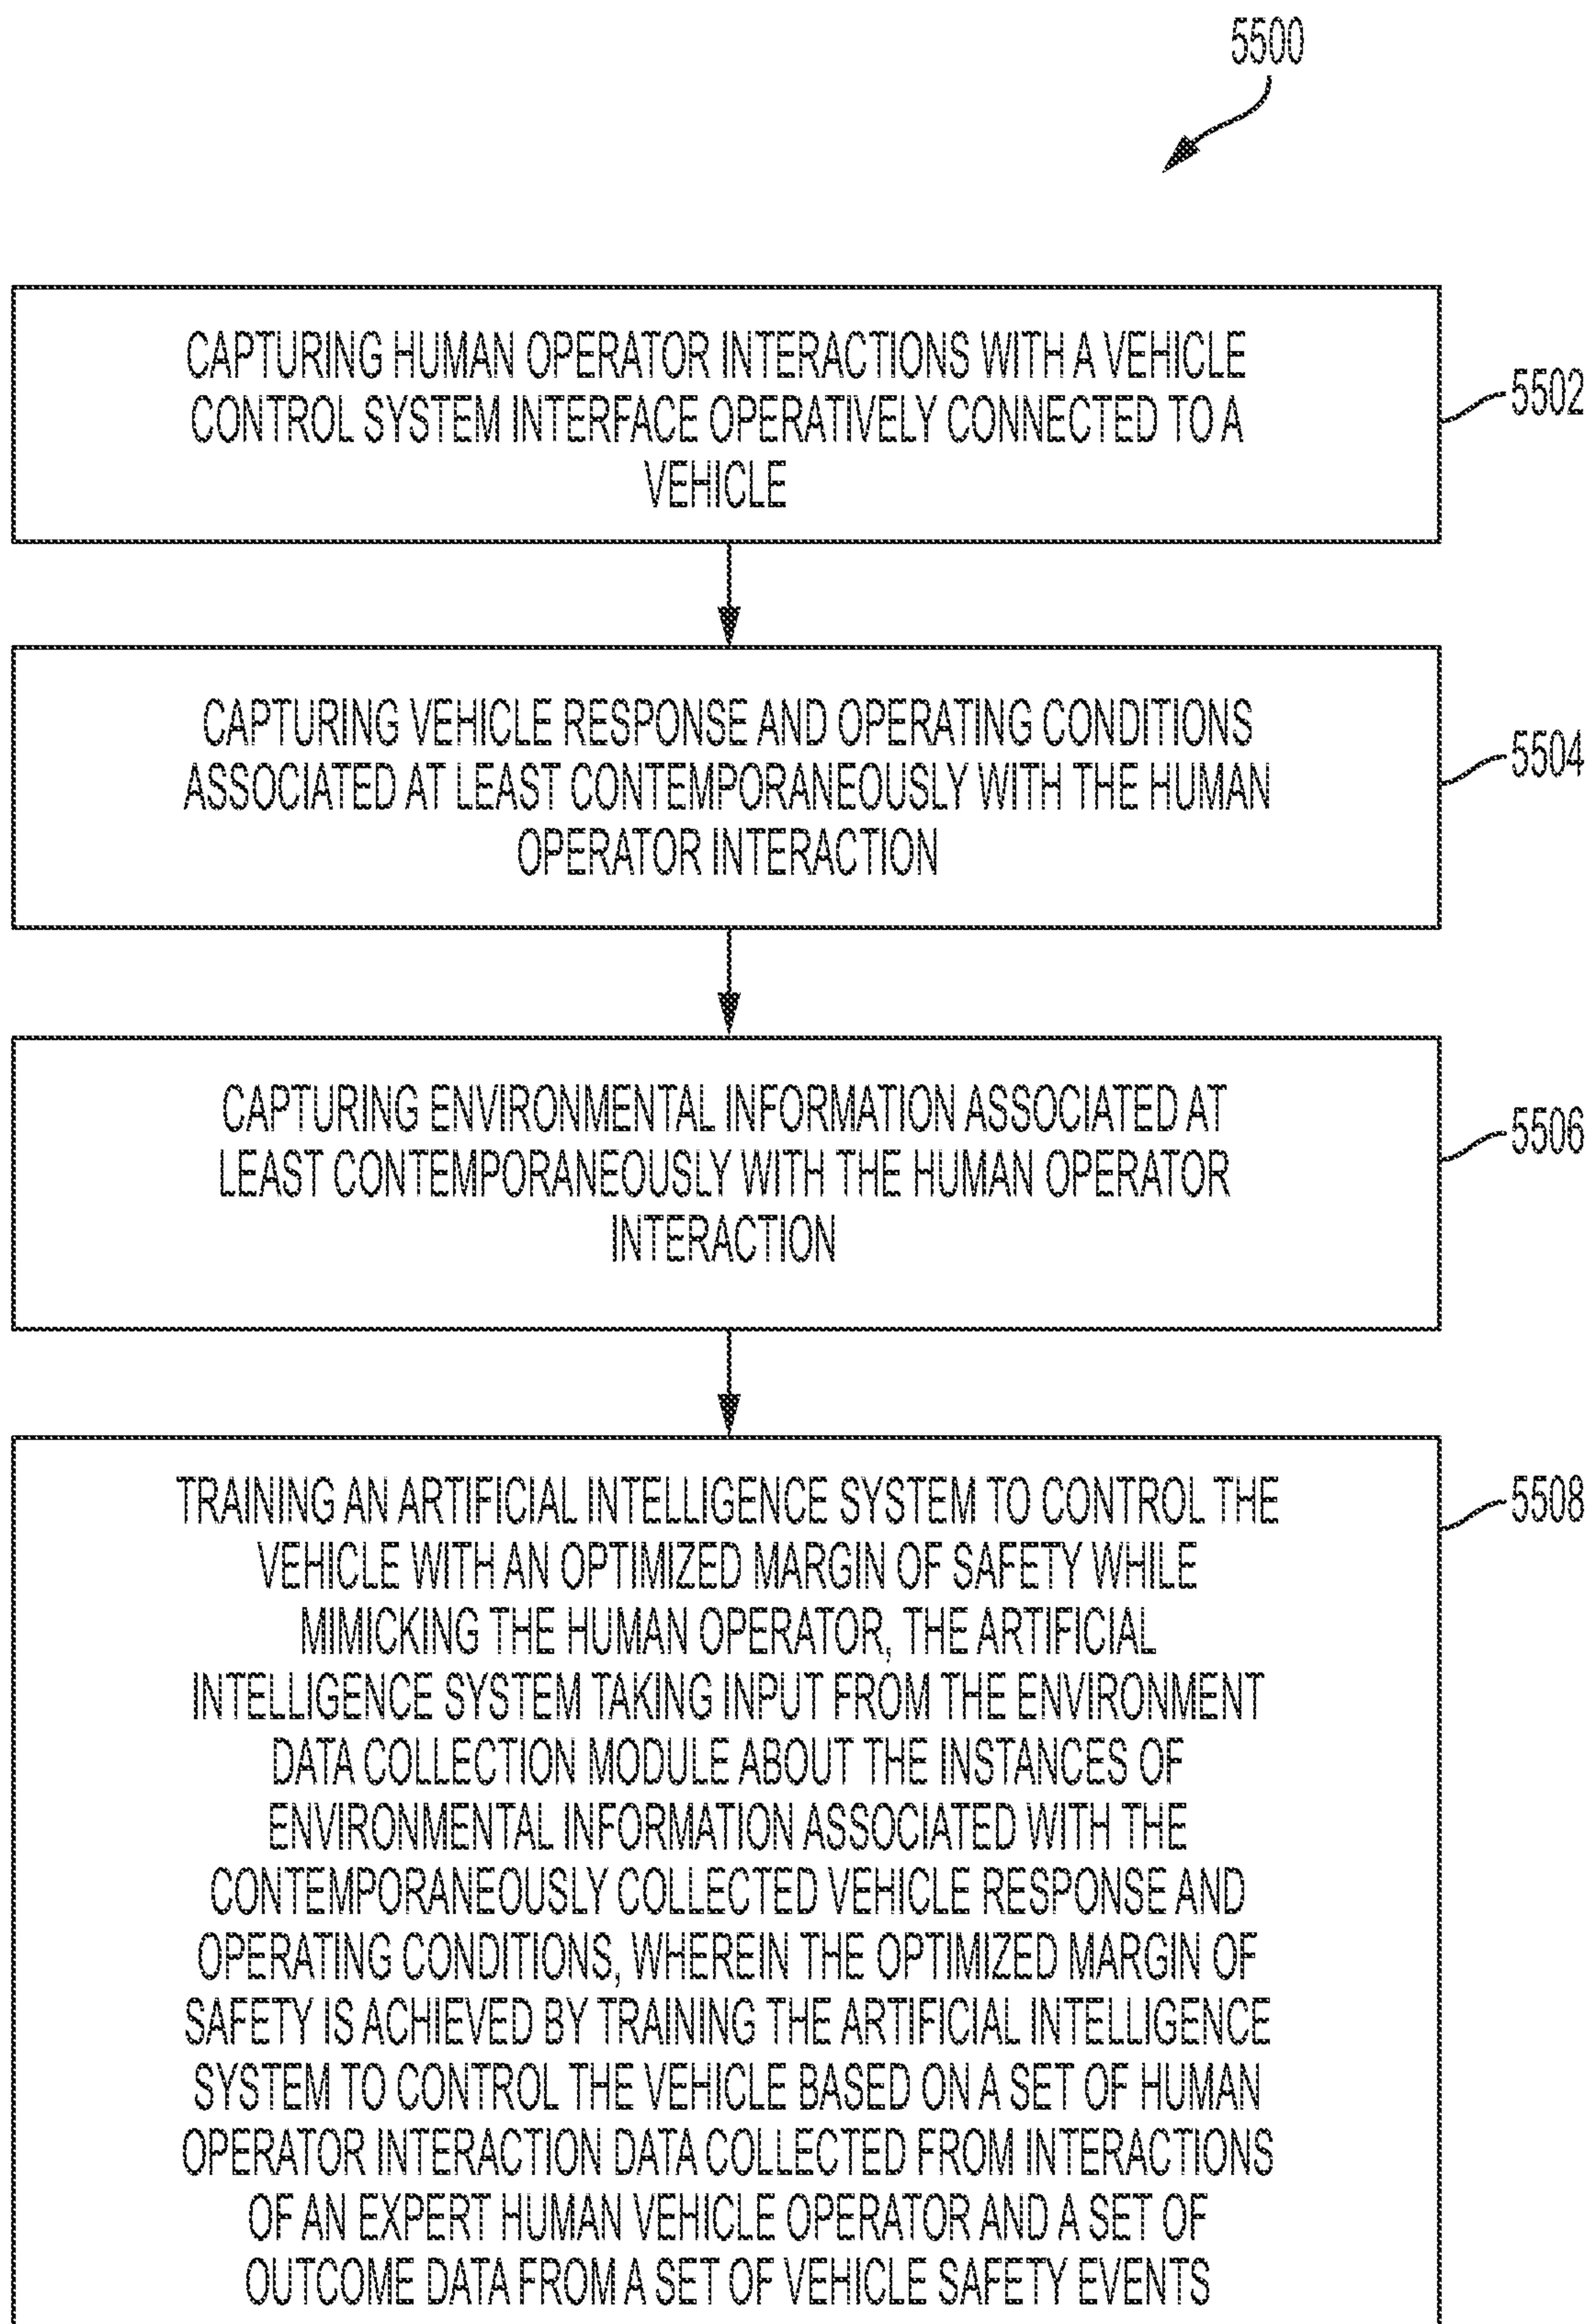 5500
CAPTURING HUMAN OPERATOR INTERACTIONS WITH A VEHICLE
CONTROL SYSTEM INTERFACE OPERATIVELY CONNECTED TO A
VEHICLE
5502
CAPTURING VEHICLE RESPONSE AND OPERATING CONDITIONS
ASSOCIATED AT LEAST CONTEMPORANEOUSLY WITH THE HUMAN
OPERATOR INTERACTION
5504
CAPTURING ENVIRONMENTAL INFORMATION ASSOCIATED AT
LEAST CONTEMPORANEOUSLY WITH THE HUMAN OPERATOR
INTERACTION
5506
TRAINING AN ARTIFICIAL INTELLIGENCE SYSTEM TO CONTROL THE
VEHICLE WITH AN OPTIMIZED MARGIN OF SAFETY WHILE
MIMICKING THE HUMAN OPERATOR, THE ARTIFICIAL
INTELLIGENCE SYSTEM TAKING INPUT FROM THE ENVIRONMENT
DATA COLLECTION MODULE ABOUT THE INSTANCES OF
ENVIRONMENTAL INFORMATION ASSOCIATED WITH THE
CONTEMPORANEOUSLY COLLECTED VEHICLE RESPONSE AND
OPERATING CONDITIONS, WHEREIN THE OPTIMIZED MARGIN OF
SAFETY IS ACHIEVED BY TRAINING THE ARTIFICIAL INTELLIGENCE
SYSTEM TO CONTROL THE VEHICLE BASED ON A SET OF HUMAN
OPERATOR INTERACTION DATA COLLECTED FROM INTERACTIONS
OF AN EXPERT HUMAN VEHICLE OPERATOR AND A SET OF
OUTCOME DATA FROM A SET OF VEHICLE SAFETY EVENTS
5508